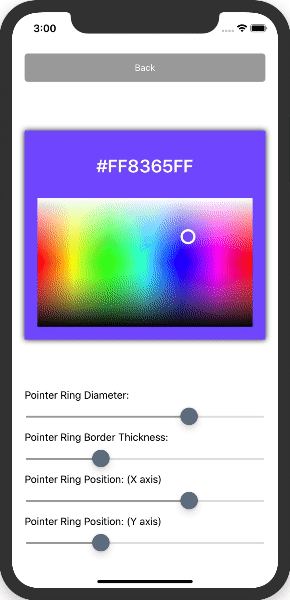 3:00
Back
#FF8365FF
Pointer Ring Diameter:
Pointer Ring Border Thickness:
Pointer Ring Position: (X axis)
Pointer Ring Position: (Y axis)